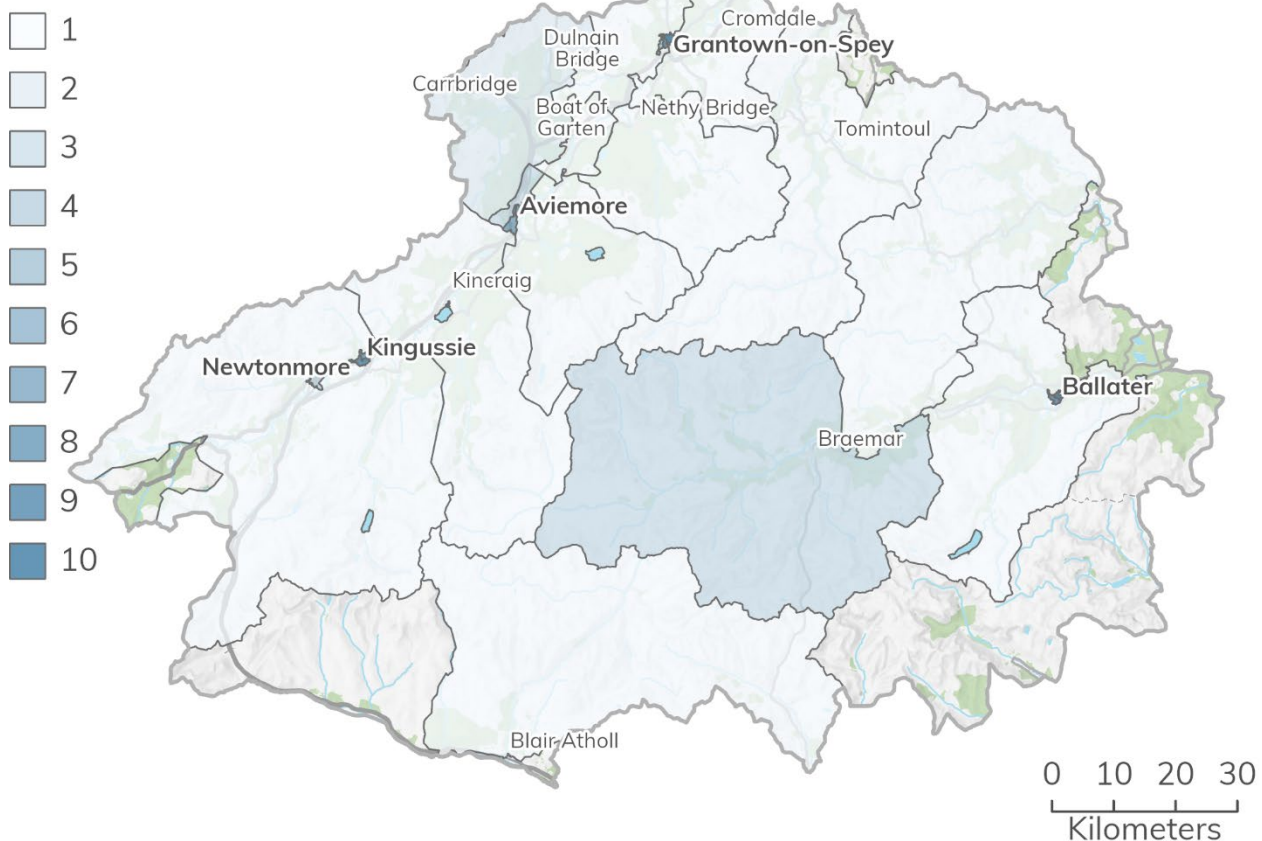 1
2
3
4
5
6
7
8
9
10
Cromdale
Dulnain
Bridge
Grantown-on-Spey
Carrbridge
Boat of
Garten
Nethy Bridge
Tomintoul
Aviemore
Kincraig
Kingussie
Newtonmore
Ballater
Braemar
Blair Atholl
0 10 20 30
Kilometers